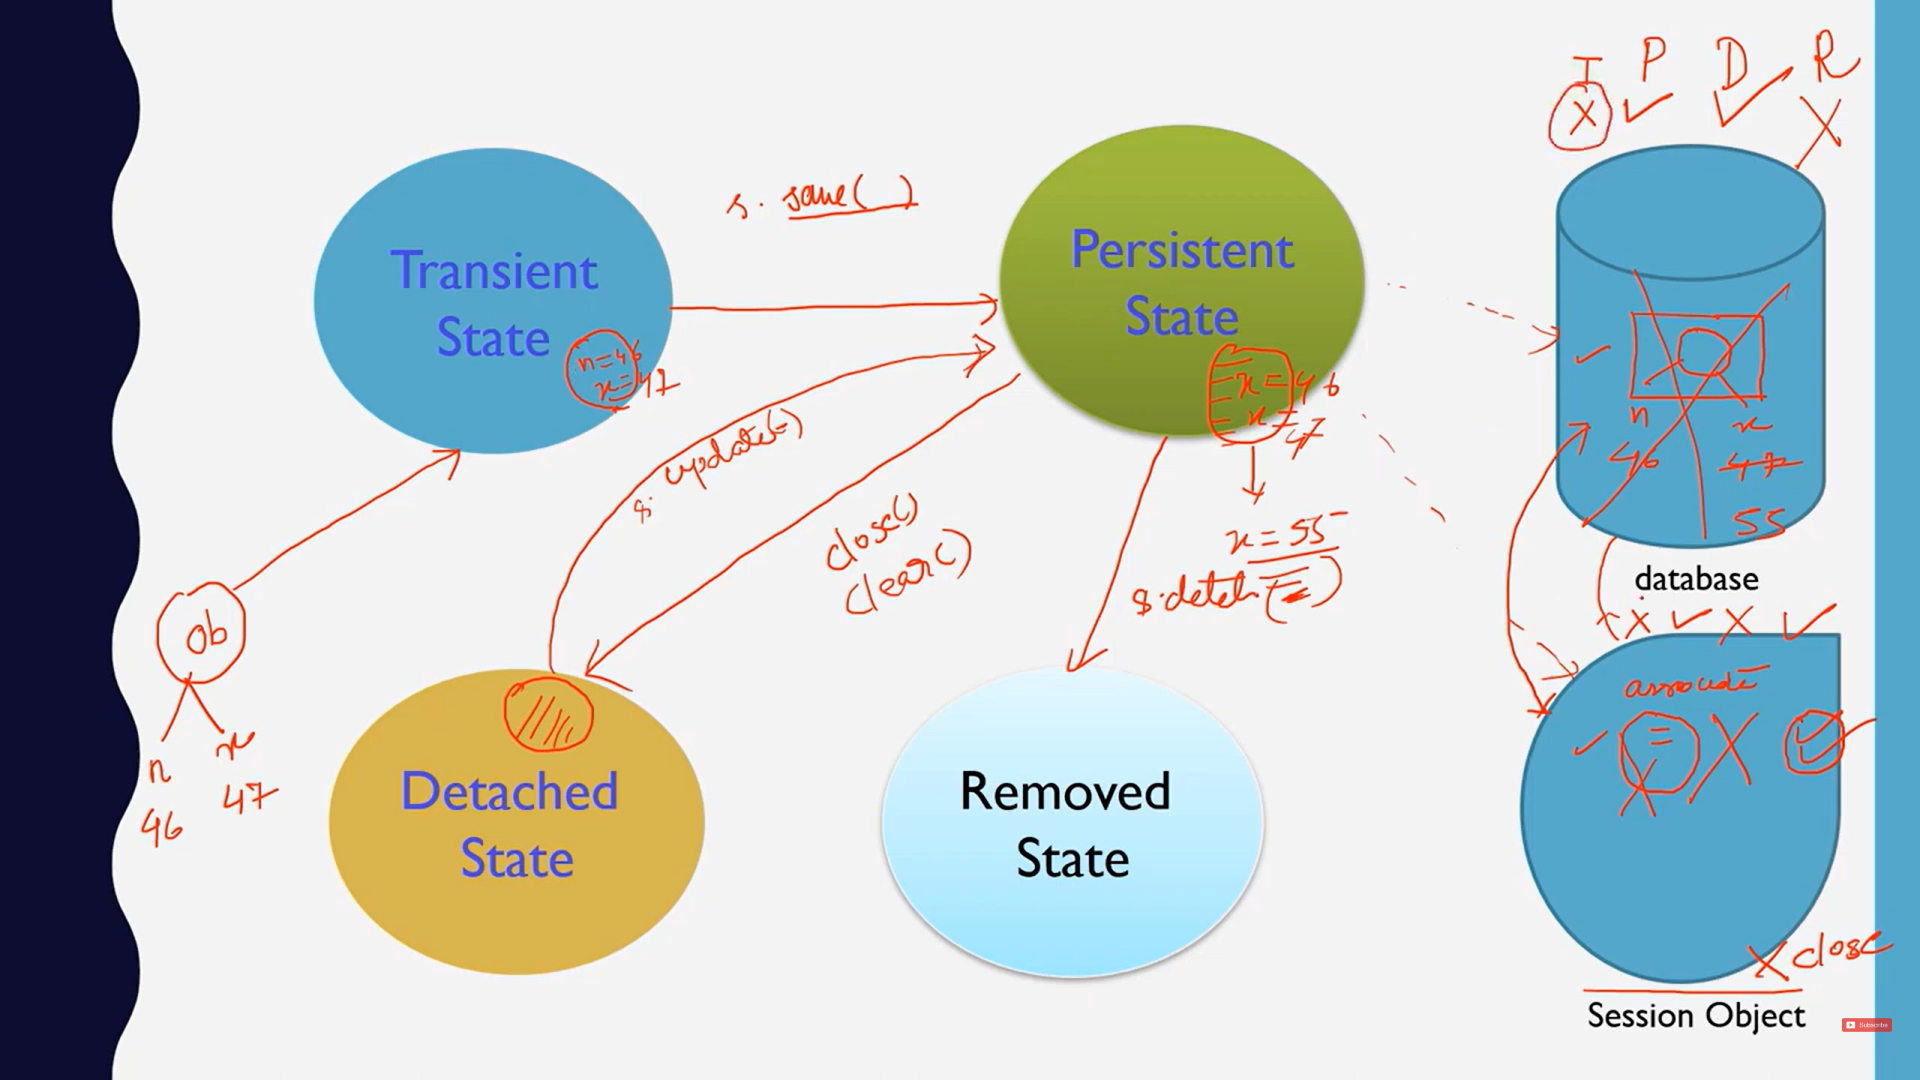 T P D R
X ✓ ✓ X
s. save( )
Transient
State
n=46
x=47
Persistent
State
x=46
x=47
s. update(=)
n x
46 47
55
close()
clear()
x=55
database
X ✓ X ✓
ob
n x
46 47
associate
Detached
State
Removed
State
X close
Session Object
Subscribe